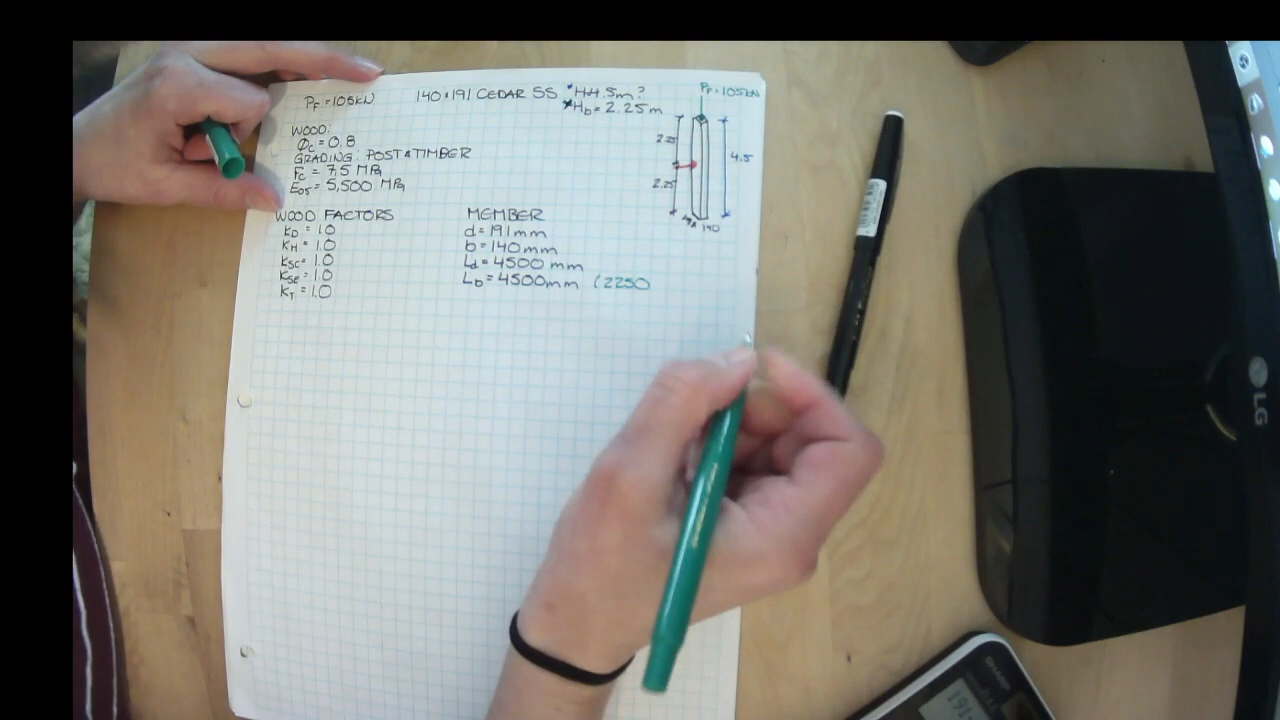 PF = 105KN 140×191 CEDAR SS *H=4.5m?
*Hb = 2.25m
PF = 105KN
WOOD:
ΦC = 0.8
GRADING: POST & TIMBER
FC = 7.5 MPa
E05 = 5,500 MPa
2.25
2.25
4.5
191 140
WOOD FACTORS
KD = 1.0
KH = 1.0
KSC = 1.0
KSE = 1.0
KT = 1.0
MEMBER
d = 191mm
b = 140mm
Ld = 4500 mm
Lb = 4500mm (2250
LG
SHARP